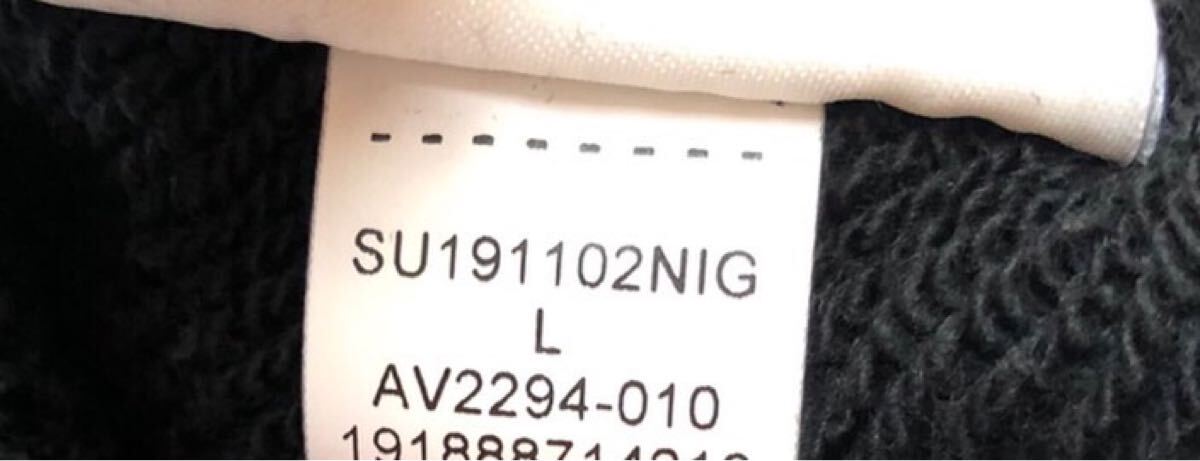 --------
SU191102NIG
L
AV2294-010